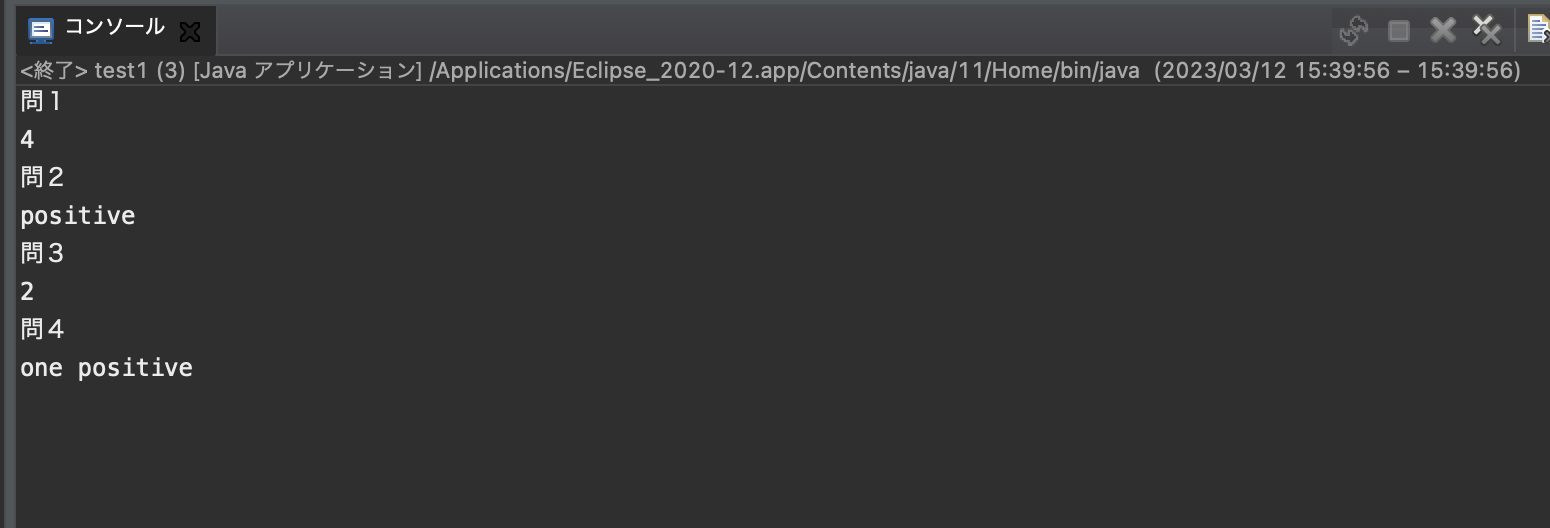 コンソール
<終了> test1 (3) [Java アプリケーション] /Applications/Eclipse_2020-12.app/Contents/java/11/Home/bin/java  (2023/03/12 15:39:56 – 15:39:56)
問１
4
問２
positive
問３
2
問４
one positive